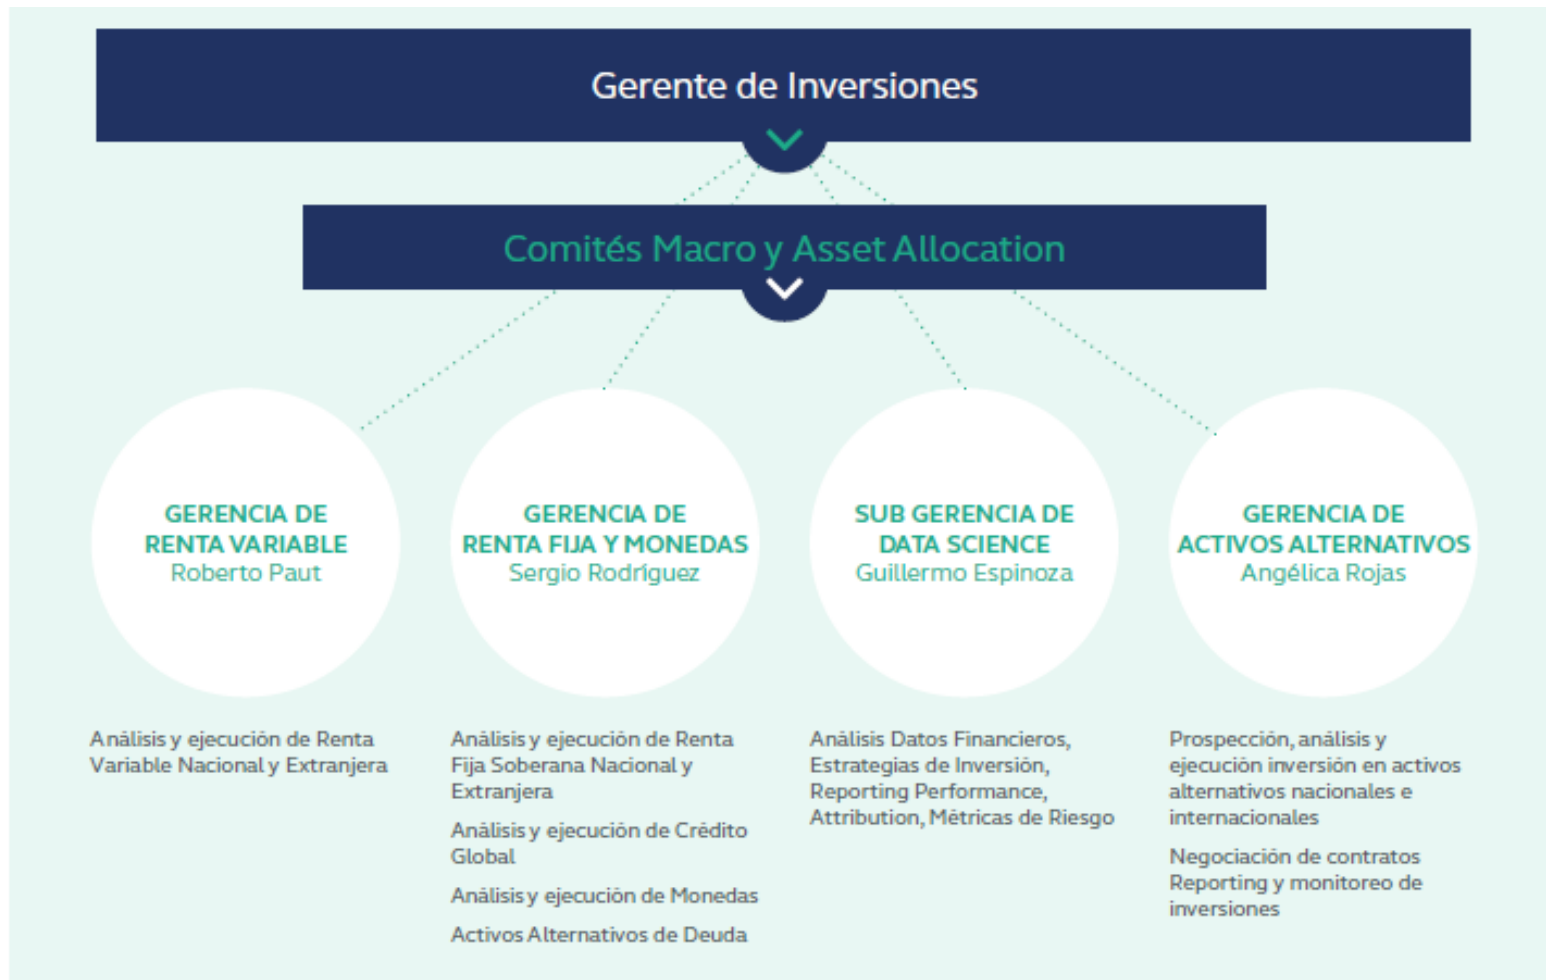 Gerente de Inversiones
Comités Macro y Asset Allocation
GERENCIA DE
RENTA VARIABLE
Roberto Paut
Análisis y ejecución de Renta
Variable Nacional y Extranjera
GERENCIA DE
RENTA FIJA Y MONEDAS
Sergio Rodríguez
Análisis y ejecución de Renta
Fija Soberana Nacional y
Extranjera
Análisis y ejecución de Crédito
Global
Análisis y ejecución de Monedas
Activos Alternativos de Deuda
SUB GERENCIA DE
DATA SCIENCE
Guillermo Espinoza
Análisis Datos Financieros,
Estrategias de Inversión,
Reporting Performance,
Attribution, Métricas de Riesgo
GERENCIA DE
ACTIVOS ALTERNATIVOS
Angélica Rojas
Prospección, análisis y
ejecución inversión en activos
alternativos nacionales e
internacionales
Negociación de contratos
Reporting y monitoreo de
inversiones